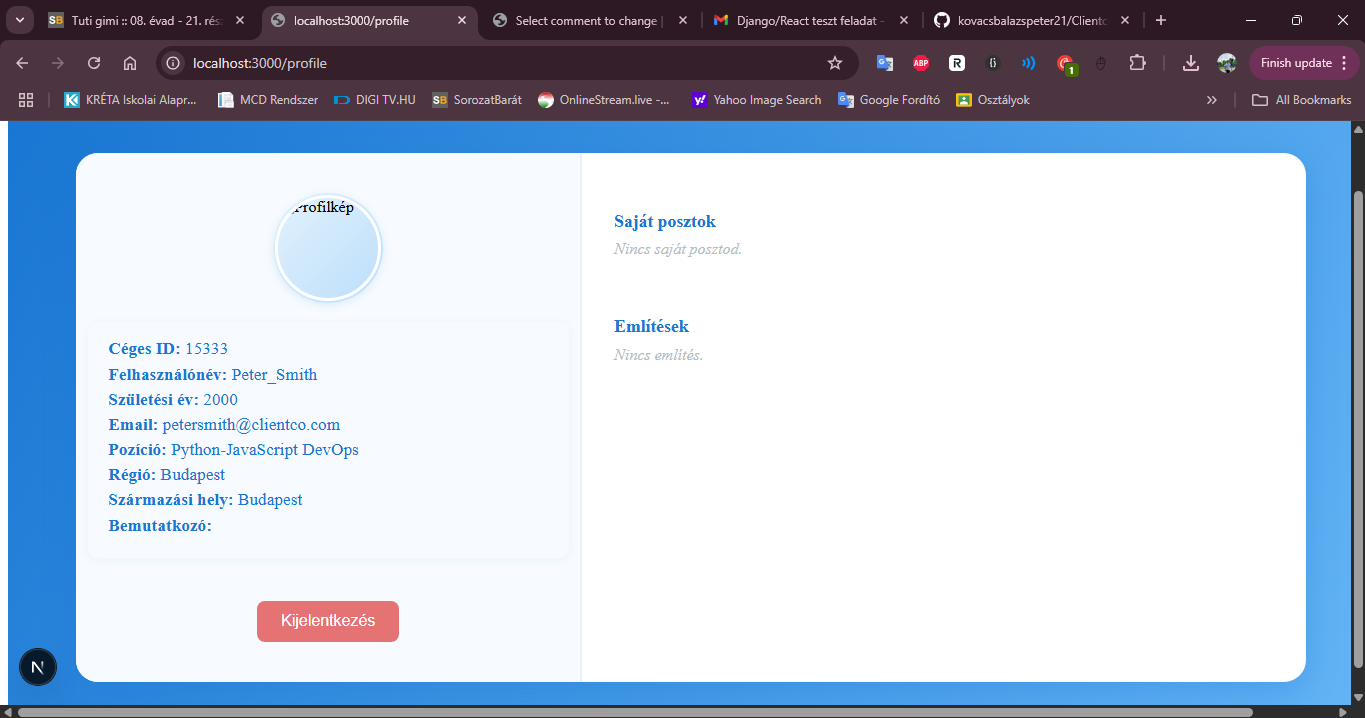 Tuti gimi :: 08. évad - 21. rész
localhost:3000/profile
Select comment to change |
Django/React teszt feladat -
kovacsbalazspeter21/Clientc
localhost:3000/profile
ABP
R
{}
1
Finish update
KRÉTA Iskolai Alapr...
MCD Rendszer
DIGI TV.HU
SB SorozatBarát
OnlineStream.live -...
Yahoo Image Search
Google Fordító
Osztályok
»
All Bookmarks
Profilkép
Céges ID: 15333
Felhasználónév: Peter_Smith
Születési év: 2000
Email: petersmith@clientco.com
Pozíció: Python-JavaScript DevOps
Régió: Budapest
Származási hely: Budapest
Bemutatkozó:
Kijelentkezés
Saját posztok
Nincs saját posztod.
Említések
Nincs említés.
N